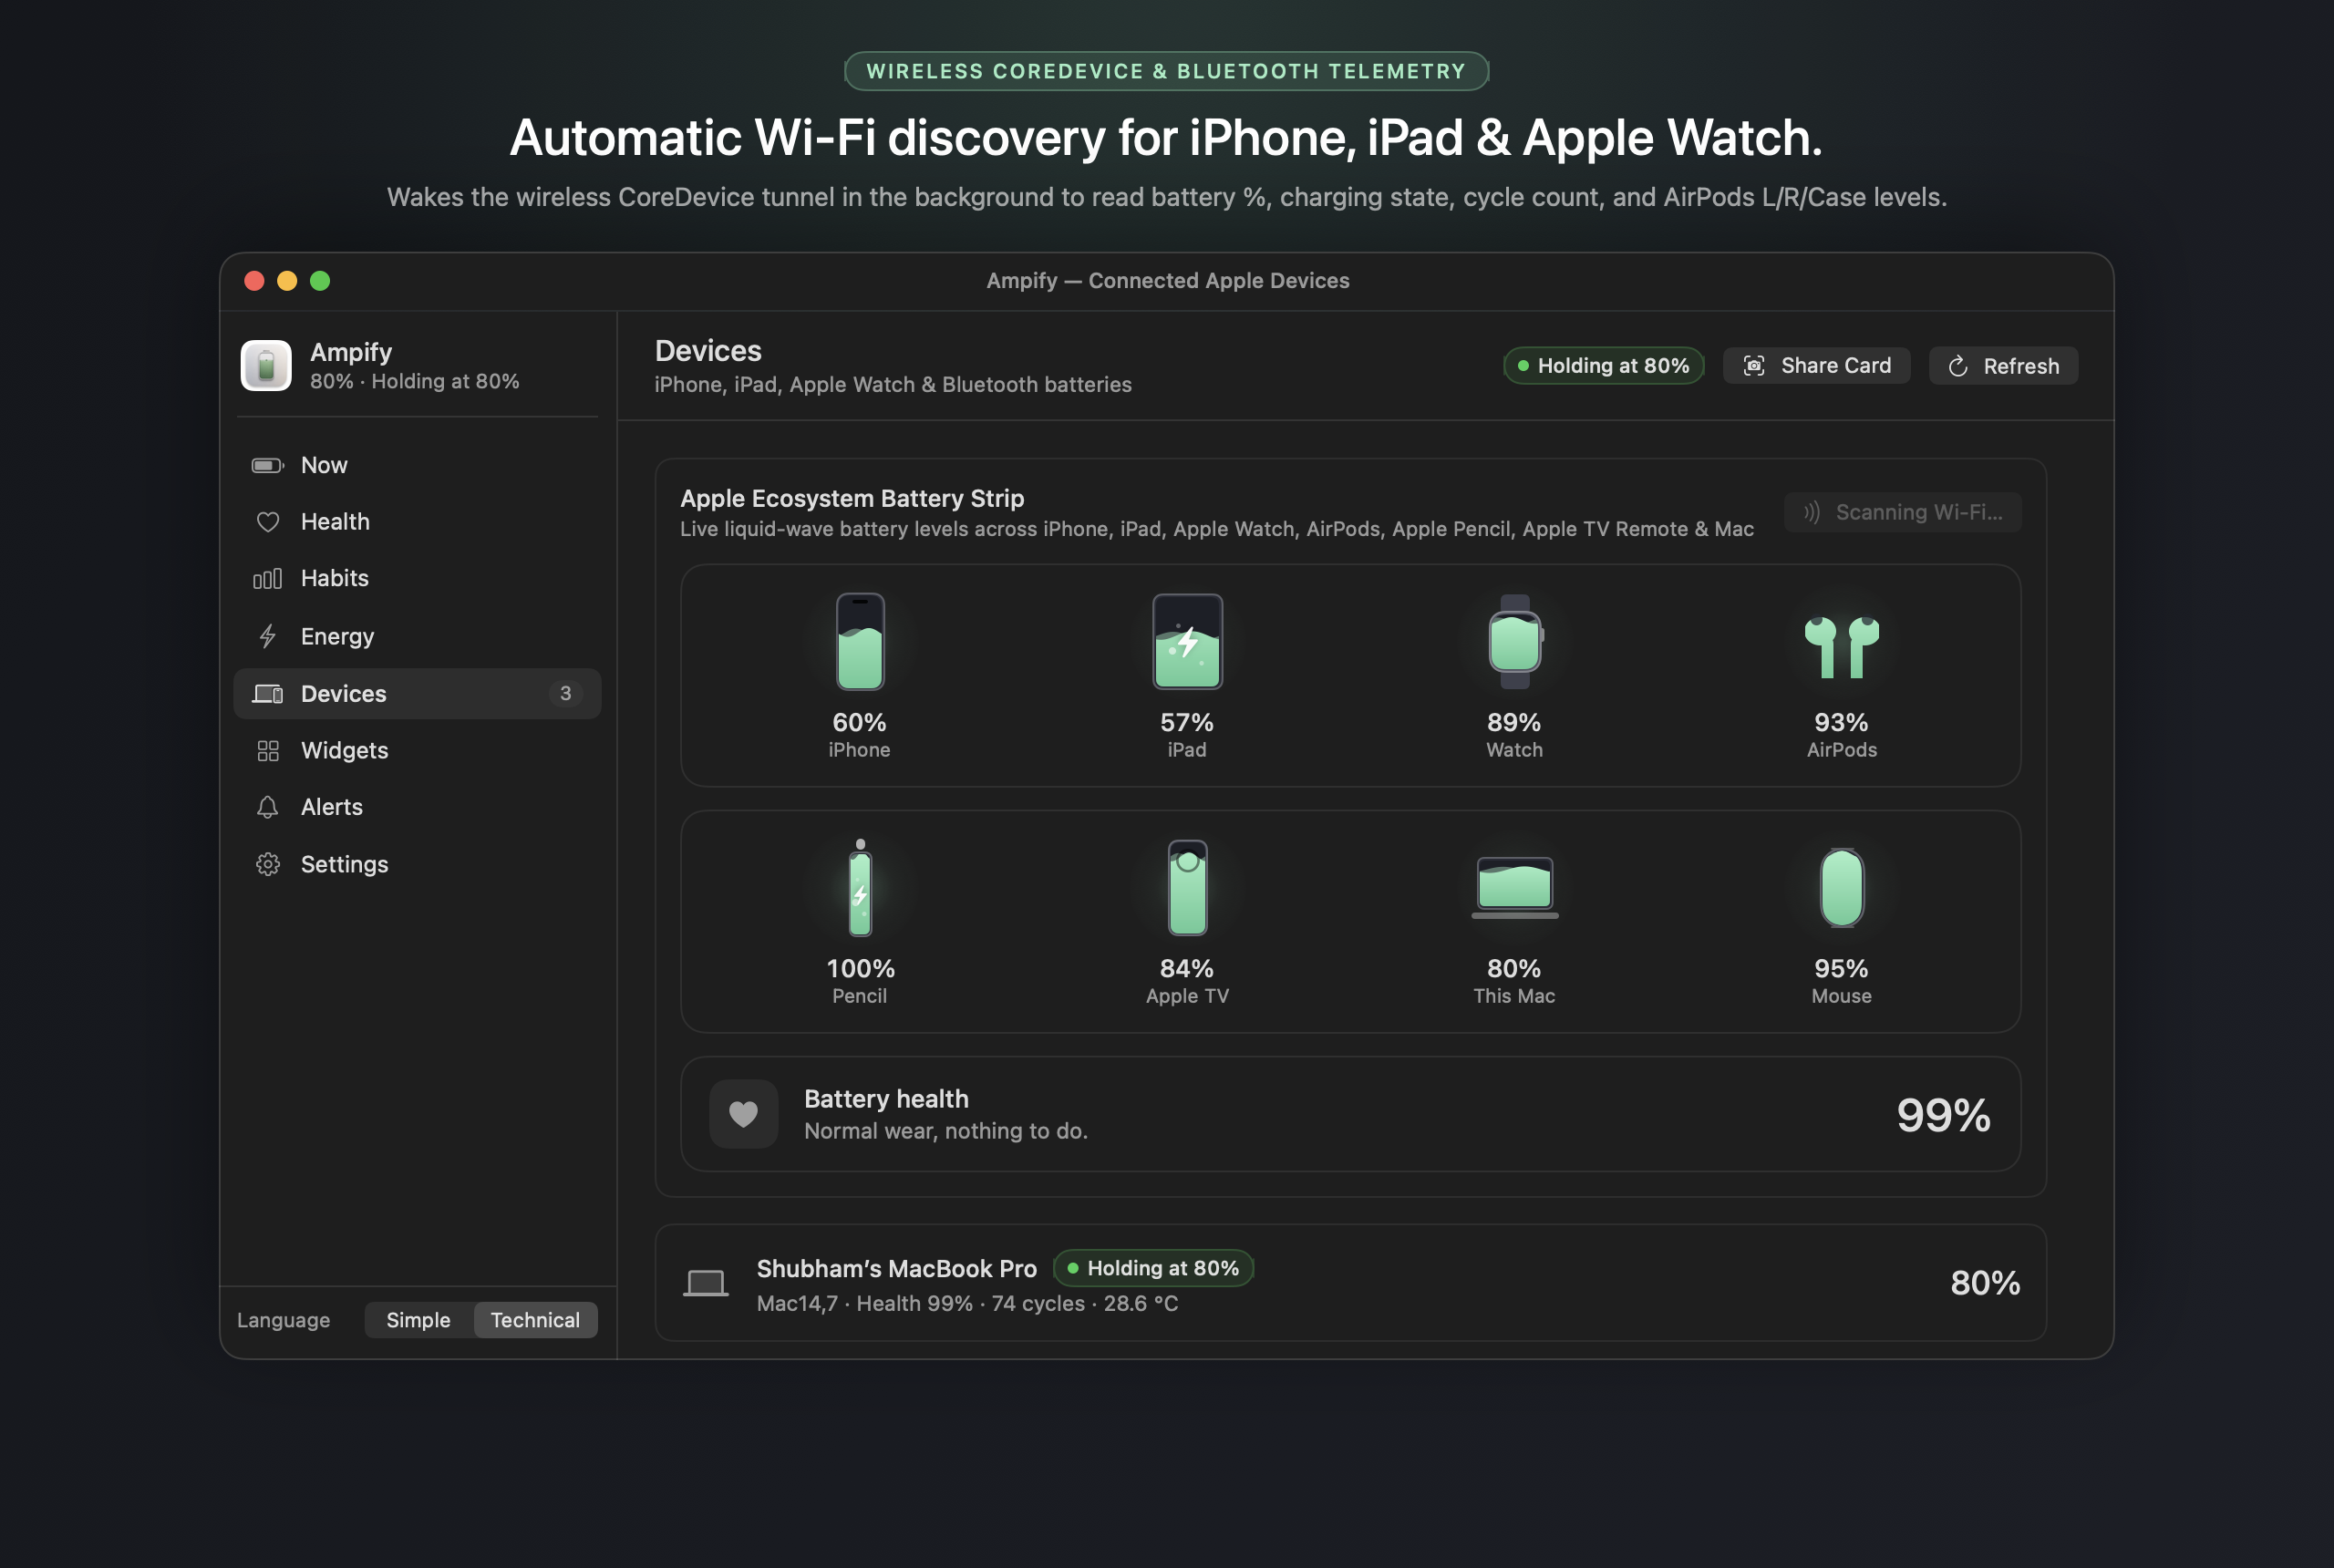 WIRELESS COREDEVICE & BLUETOOTH TELEMETRY
Automatic Wi-Fi discovery for iPhone, iPad & Apple Watch.
Wakes the wireless CoreDevice tunnel in the background to read battery %, charging state, cycle count, and AirPods L/R/Case levels.
Ampify — Connected Apple Devices
Ampify
80% · Holding at 80%
Now
Health
Habits
Energy
Devices 3
Widgets
Alerts
Settings
Language Simple Technical
Devices
iPhone, iPad, Apple Watch & Bluetooth batteries
Holding at 80% Share Card Refresh
Apple Ecosystem Battery Strip
Live liquid-wave battery levels across iPhone, iPad, Apple Watch, AirPods, Apple Pencil, Apple TV Remote & Mac
Scanning Wi-Fi...
60% 57% 89% 93%
iPhone iPad Watch AirPods
100% 84% 80% 95%
Pencil Apple TV This Mac Mouse
Battery health
Normal wear, nothing to do.
99%
Shubham’s MacBook Pro Holding at 80%
Mac14,7 · Health 99% · 74 cycles · 28.6 °C
80%